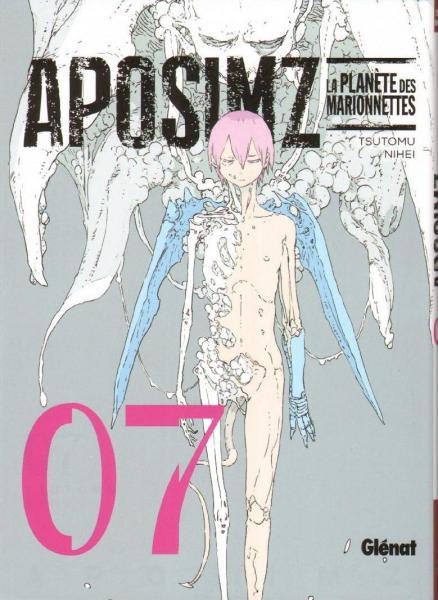 APOSIMZ
LA PLANÈTE DES
MARIONNETTES
TSUTOMU
NIHEI
07
Glénat